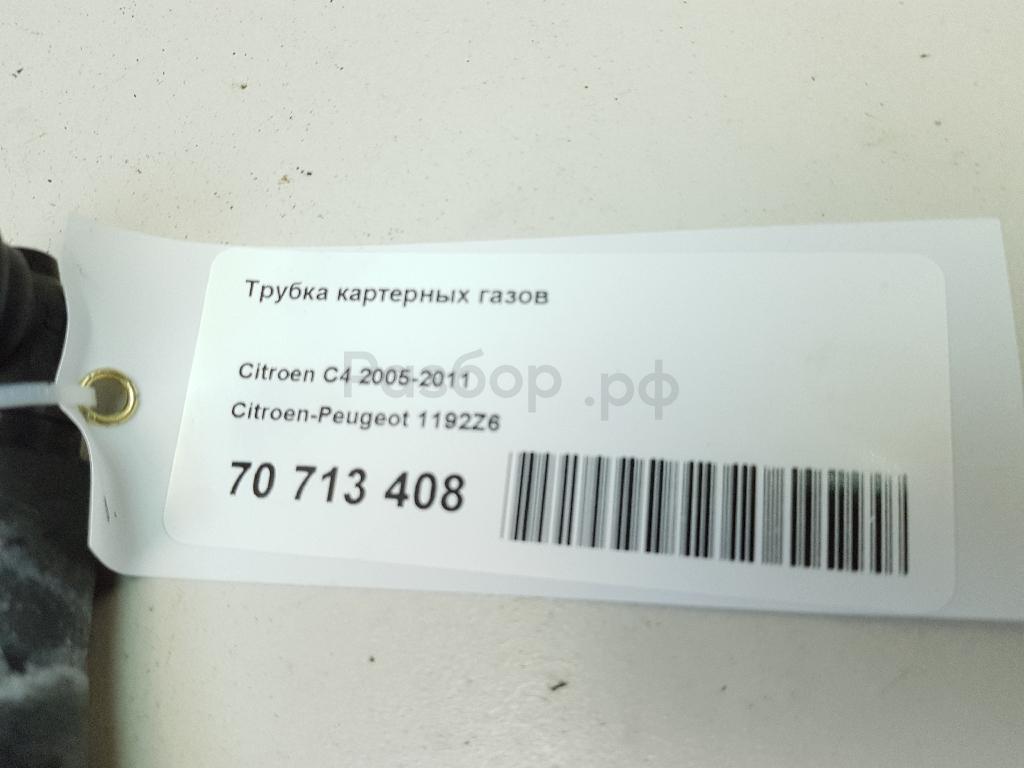 Трубка картерных газов
Citroen C4 2005-2011
Разбор.рф
Citroen-Peugeot 1192Z6
70 713 408